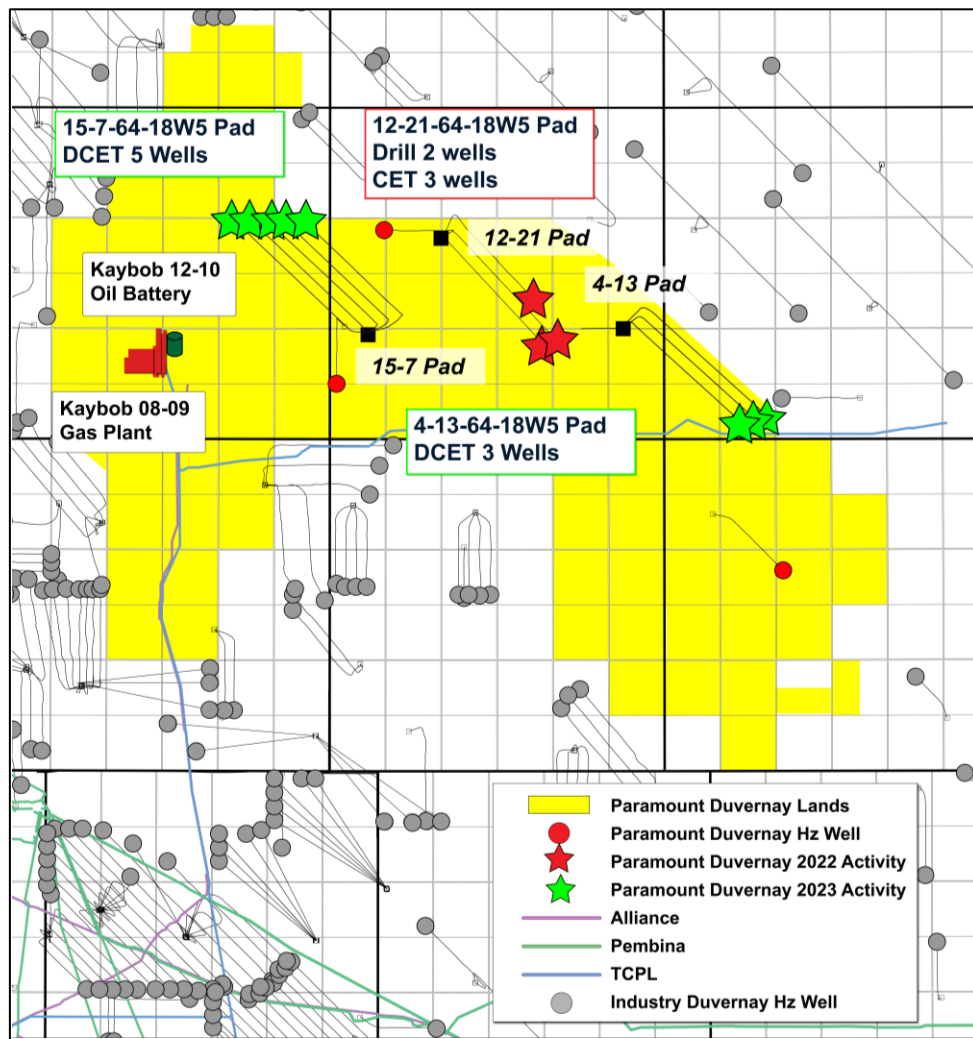 15-7-64-18W5 Pad
DCET 5 Wells
12-21-64-18W5 Pad
Drill 2 wells
CET 3 wells
12-21 Pad
Kaybob 12-10
Oil Battery
4-13 Pad
15-7 Pad
Kaybob 08-09
Gas Plant
4-13-64-18W5 Pad
DCET 3 Wells
Paramount Duvernay Lands
Paramount Duvernay Hz Well
Paramount Duvernay 2022 Activity
Paramount Duvernay 2023 Activity
Alliance
Pembina
TCPL
Industry Duvernay Hz Well